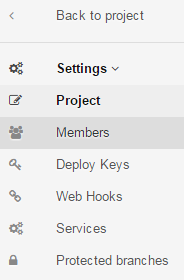 Back to project
Settings
Project
Members
Deploy Keys
Web Hooks
Services
Protected branches